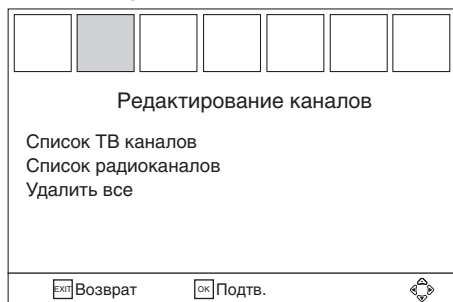 Редактирование каналов
Список ТВ каналов
Список радиоканалов
Удалить все
EXIT Возврат OK Подтв.